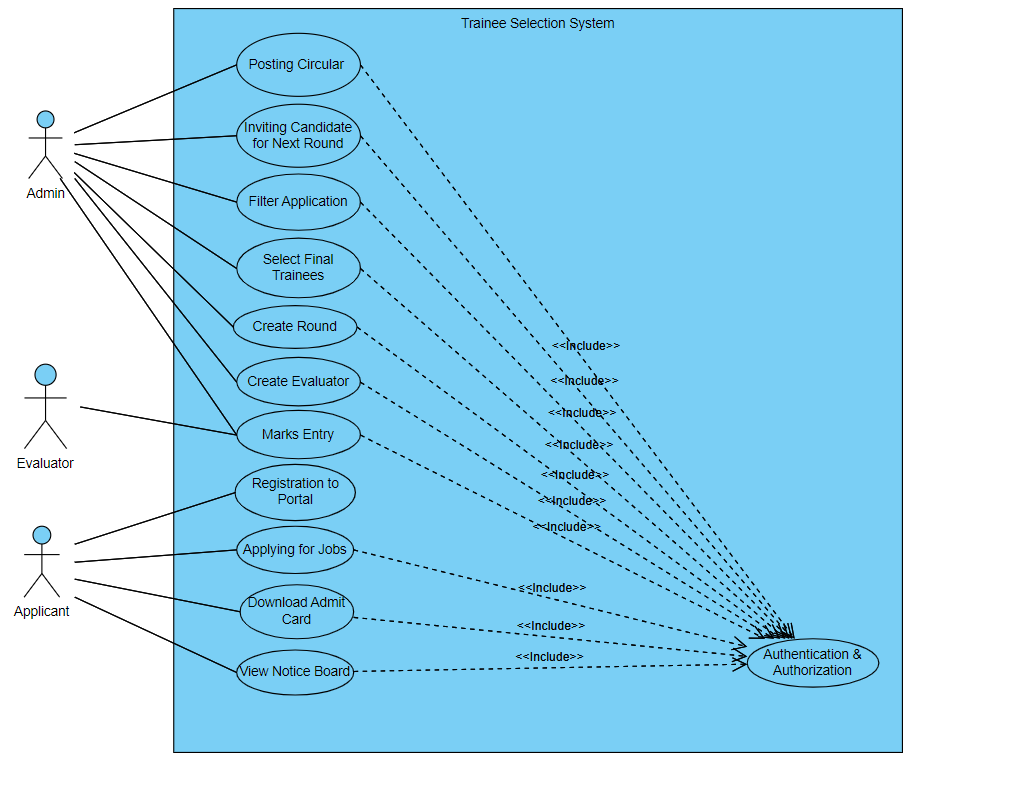 Trainee Selection System
Posting Circular
Inviting Candidate
for Next Round
Admin
Filter Application
Select Final
Trainees
Create Round
<<Include>>
Create Evaluator
<<Include>>
<<Include>>
Marks Entry
<<Include>>
Evaluator
<<Include>>
Registration to
Portal
<<Include>>
<<Include>>
Applying for Jobs
<<Include>>
Applicant
Download Admit
Card
<<Include>>
<<Include>>
View Notice Board
Authentication &
Authorization